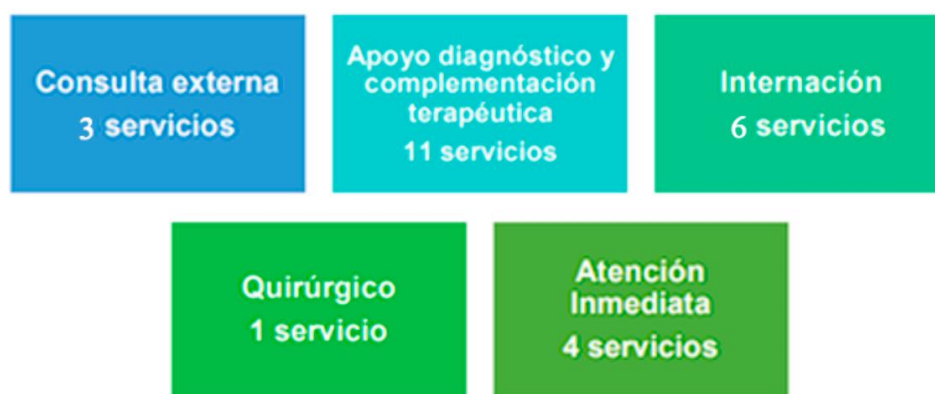 Consulta externa
3 servicios
Apoyo diagnóstico y
complementación
terapéutica
11 servicios
Internación
6 servicios
Quirúrgico
1 servicio
Atención
Inmediata
4 servicios